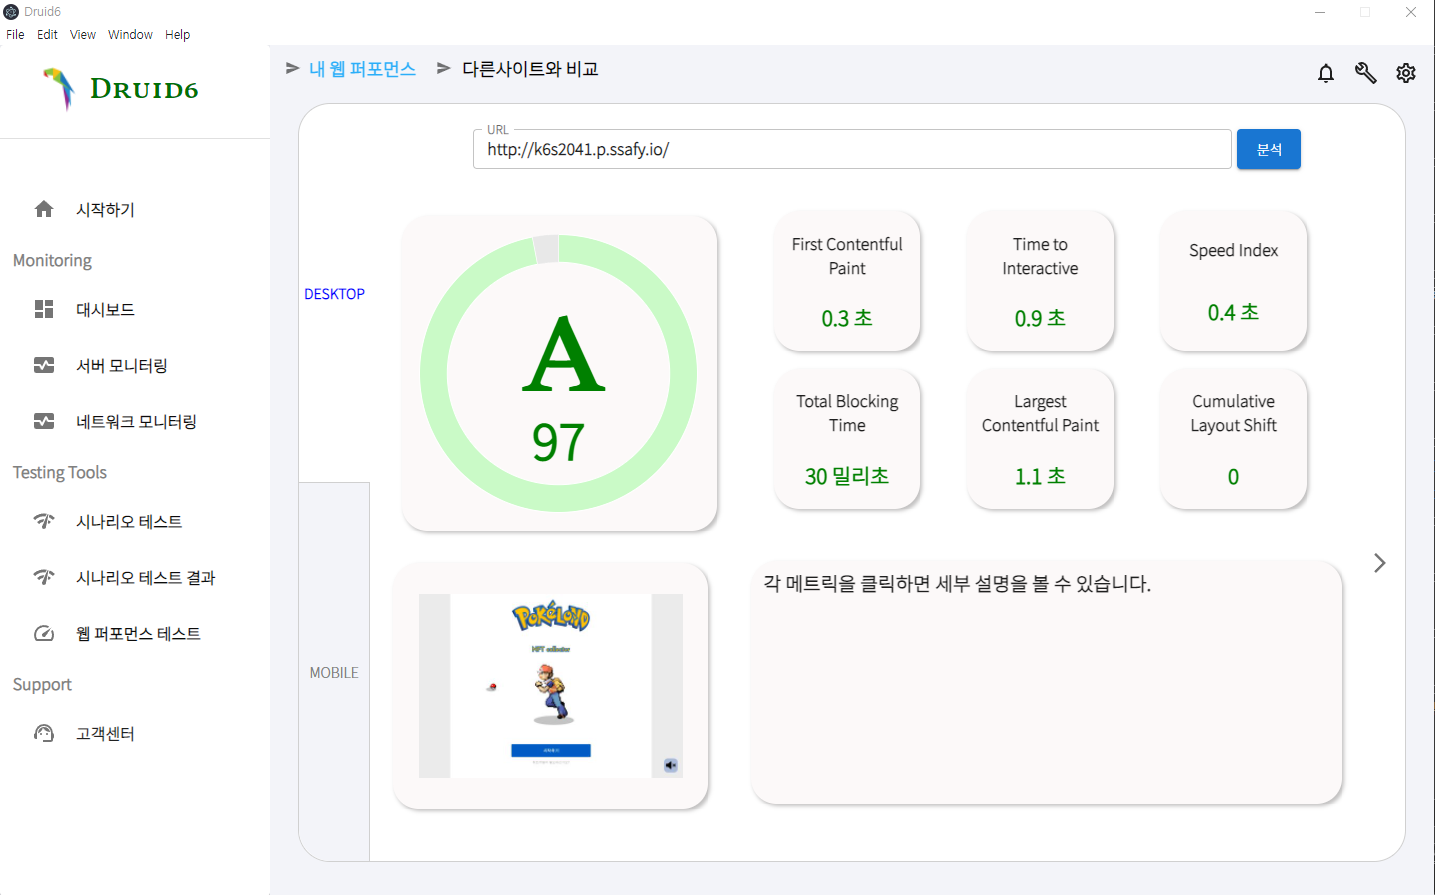 Druid6
File Edit View Window Help
DRUID6
내 웹 퍼포먼스
다른사이트와 비교
시작하기
Monitoring
대시보드
서버 모니터링
네트워크 모니터링
Testing Tools
시나리오 테스트
시나리오 테스트 결과
웹 퍼포먼스 테스트
Support
고객센터
URL
http://k6s2041.p.ssafy.io/
분석
DESKTOP
MOBILE
A
97
First Contentful
Paint
0.3 초
Time to
Interactive
0.9 초
Speed Index
0.4 초
Total Blocking
Time
30 밀리초
Largest
Contentful Paint
1.1 초
Cumulative
Layout Shift
0
POKéLOND
NFT collector
각 메트릭을 클릭하면 세부 설명을 볼 수 있습니다.